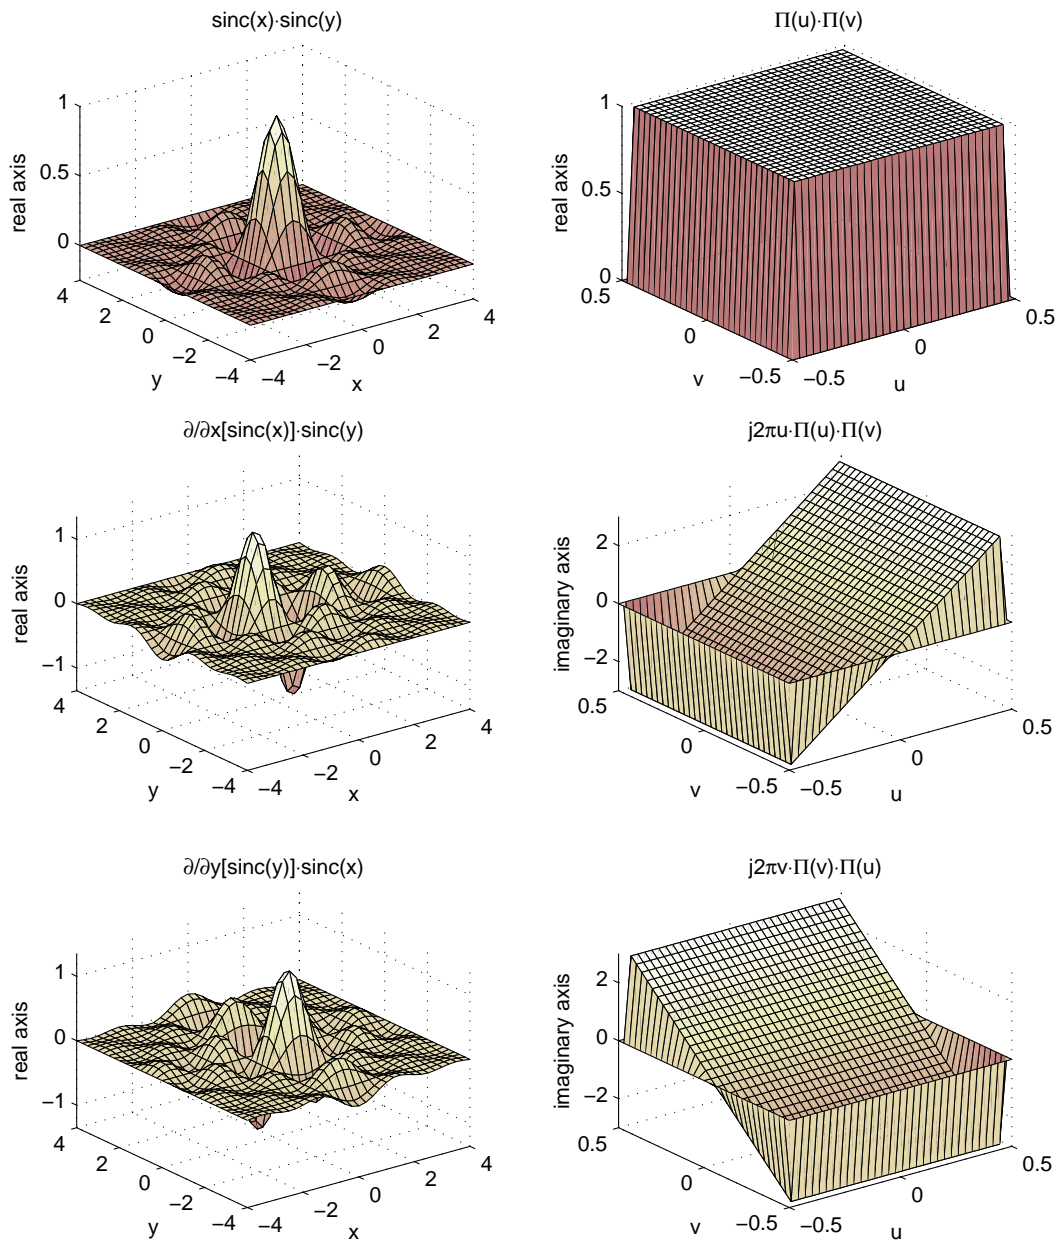 sinc(x)·sinc(y)
1
0.5
0
real axis
4
2
0
−2
−4
y
−4
−2
0
2
4
x
Π(u)·Π(v)
1
0.5
0
real axis
0.5
0
−0.5
v
−0.5
0
0.5
u
∂/∂x[sinc(x)]·sinc(y)
1
0
−1
real axis
4
2
0
−2
−4
y
−4
−2
0
2
4
x
j2πu·Π(u)·Π(v)
2
0
−2
imaginary axis
0.5
0
−0.5
v
−0.5
0
0.5
u
∂/∂y[sinc(y)]·sinc(x)
1
0
−1
real axis
4
2
0
−2
−4
y
−4
−2
0
2
4
x
j2πv·Π(v)·Π(u)
2
0
−2
imaginary axis
0.5
0
−0.5
v
−0.5
0
0.5
u